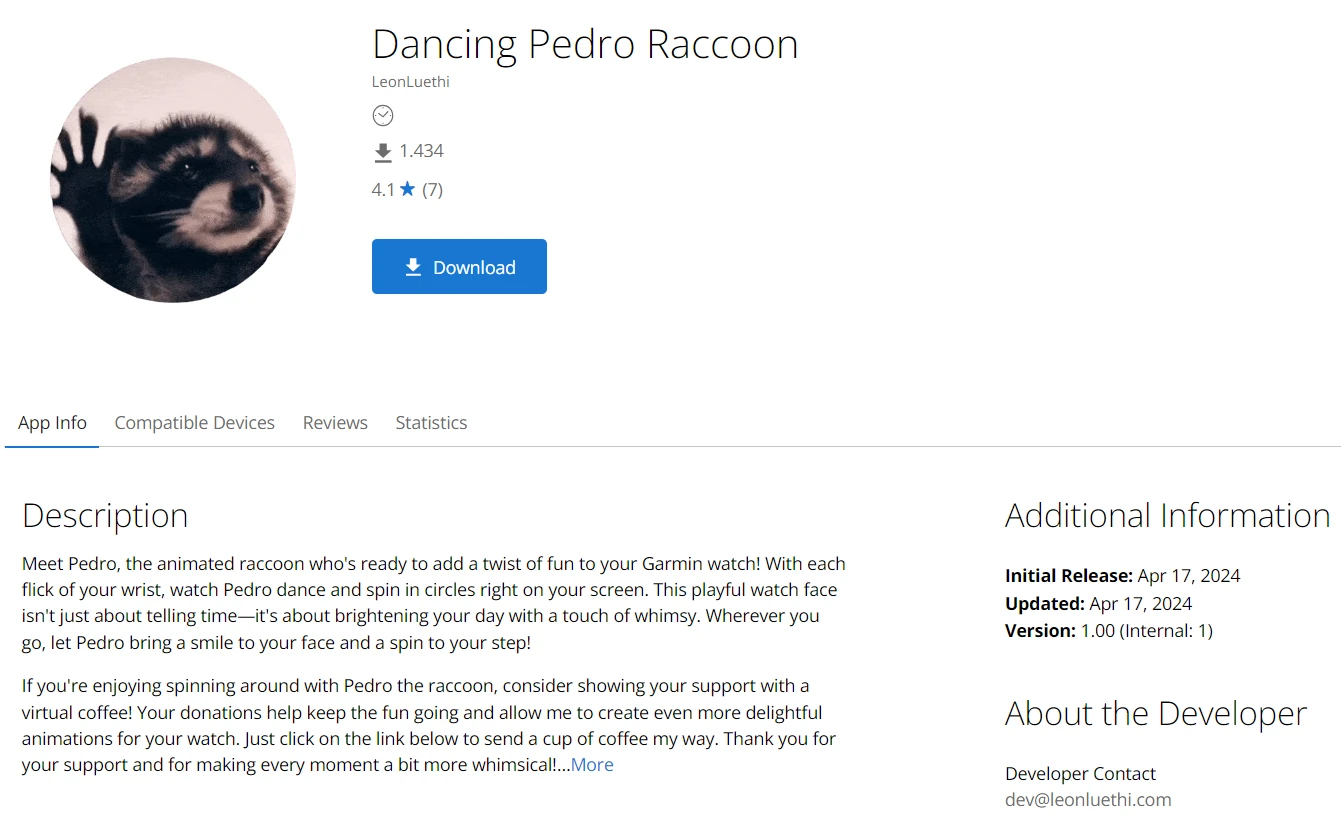 Dancing Pedro Raccoon
LeonLuethi
1.434
4.1 ★ (7)
Download
App Info
Compatible Devices
Reviews
Statistics
Description
Meet Pedro, the animated raccoon who's ready to add a twist of fun to your Garmin watch! With each
flick of your wrist, watch Pedro dance and spin in circles right on your screen. This playful watch face
isn't just about telling time—it's about brightening your day with a touch of whimsy. Wherever you
go, let Pedro bring a smile to your face and a spin to your step!
If you're enjoying spinning around with Pedro the raccoon, consider showing your support with a
virtual coffee! Your donations help keep the fun going and allow me to create even more delightful
animations for your watch. Just click on the link below to send a cup of coffee my way. Thank you for
your support and for making every moment a bit more whimsical!...More
Additional Information
Initial Release: Apr 17, 2024
Updated: Apr 17, 2024
Version: 1.00 (Internal: 1)
About the Developer
Developer Contact
dev@leonluethi.com